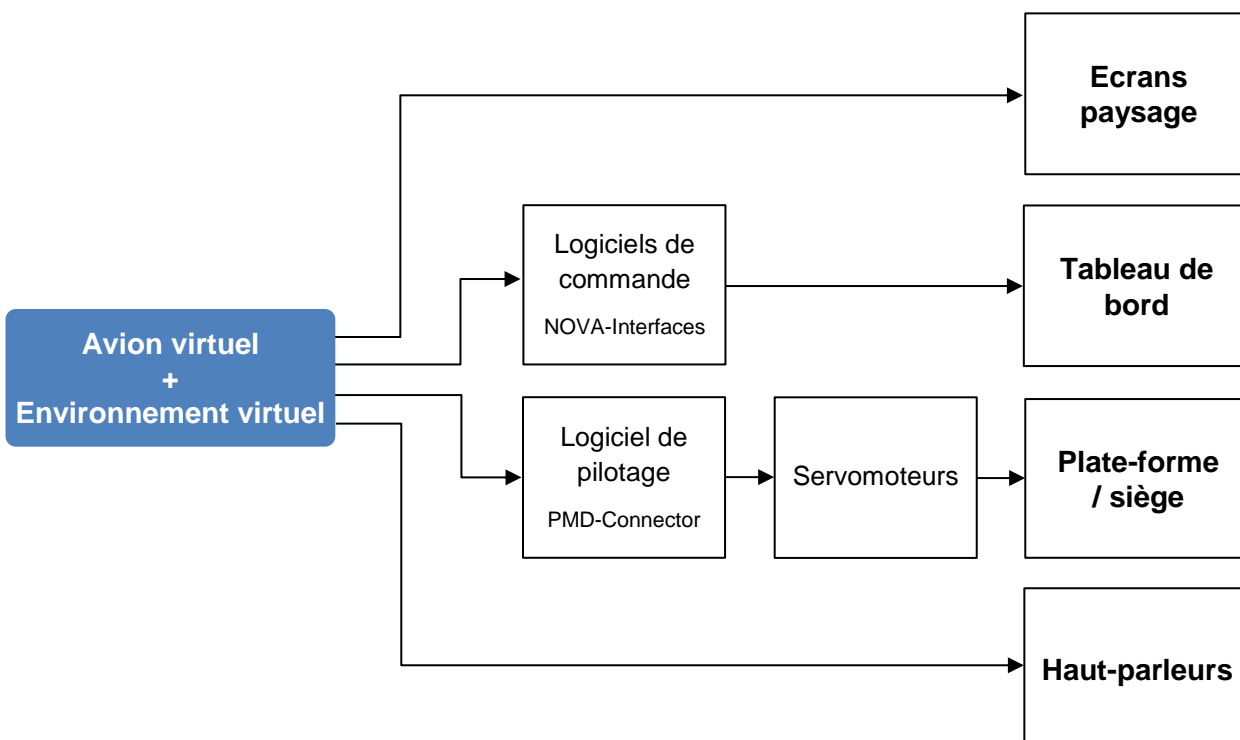 Ecrans
paysage
Logiciels de
commande
NOVA-Interfaces
Tableau de
bord
Avion virtuel
+
Environnement virtuel
Logiciel de
pilotage
PMD-Connector
Servomoteurs
Plate-forme
/ siège
Haut-parleurs